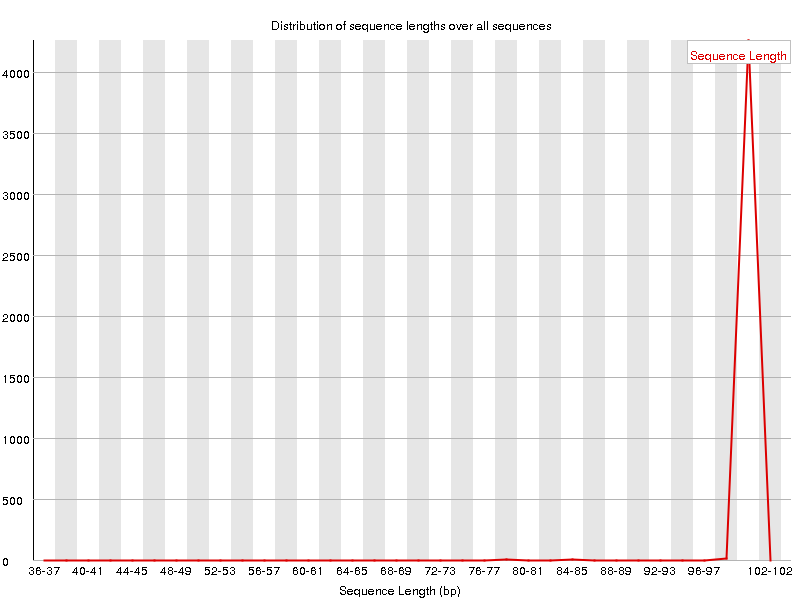 Distribution of sequence lengths over all sequences
Sequence Length
4000
3500
3000
2500
2000
1500
1000
500
0
36-37 40-41 44-45 48-49 52-53 56-57 60-61 64-65 68-69 72-73 76-77 80-81 84-85 88-89 92-93 96-97 102-102
Sequence Length (bp)